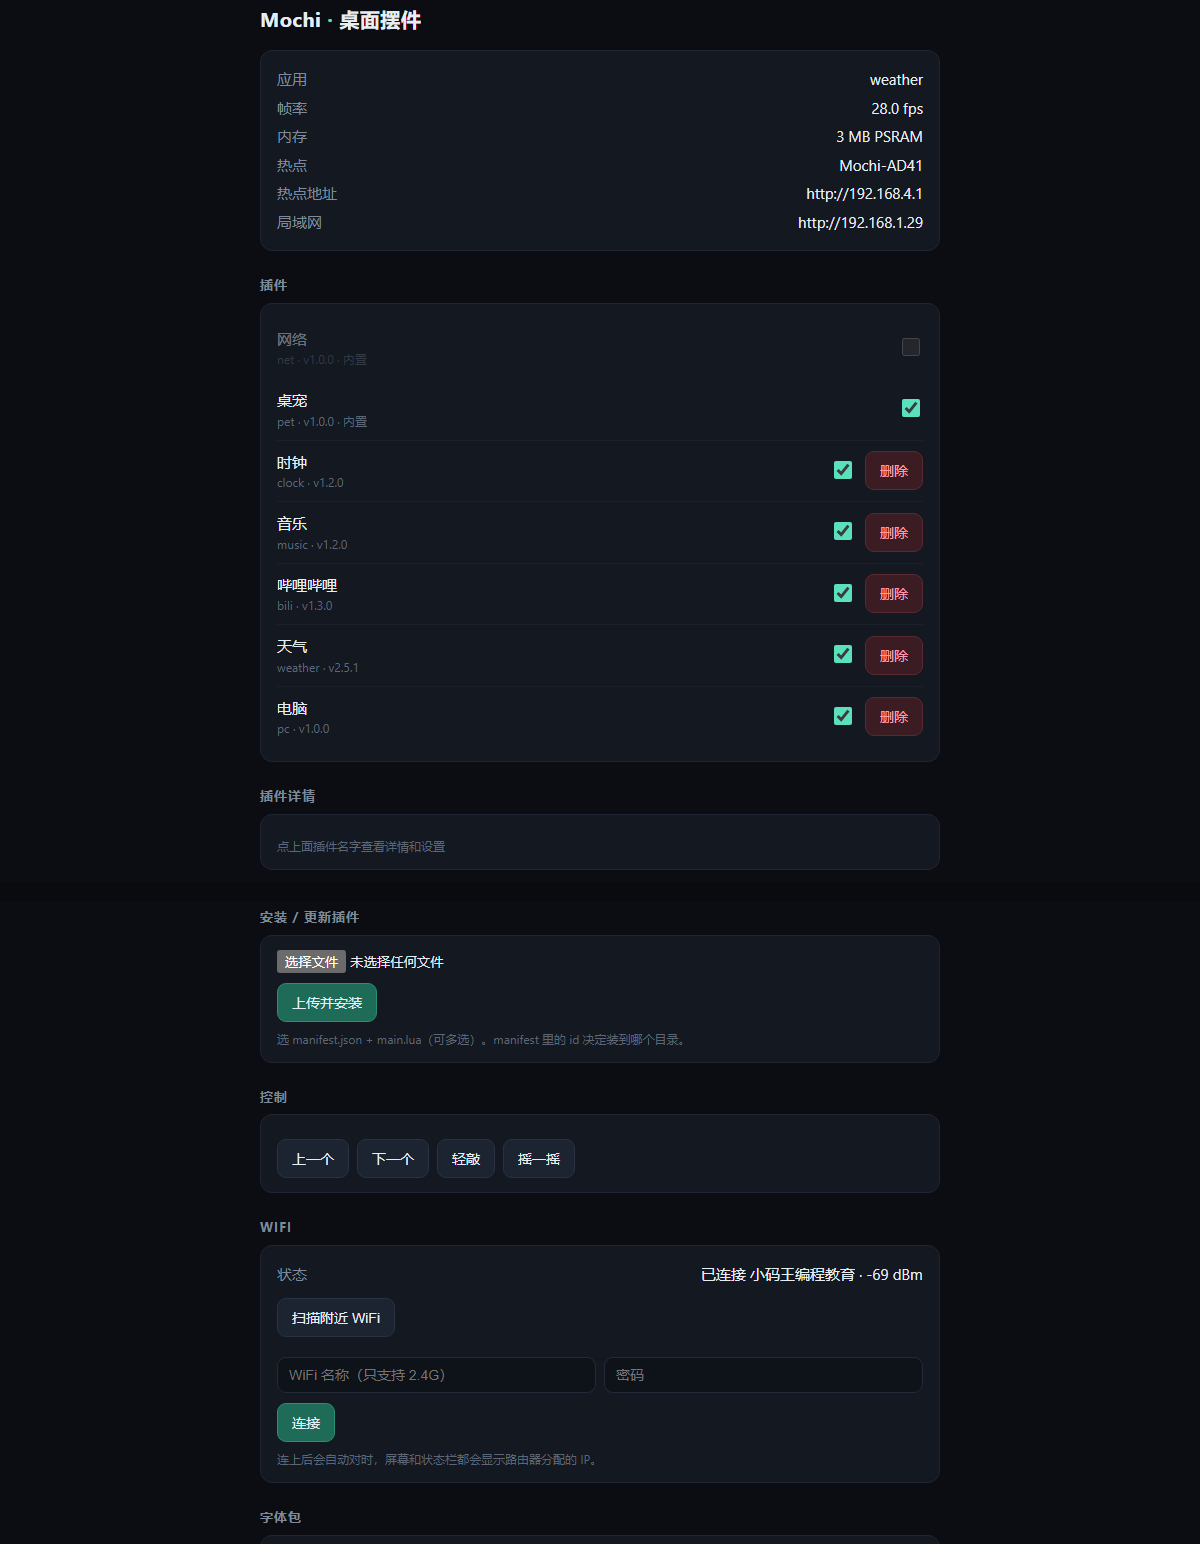 Mochi · 桌面摆件
应用 weather
帧率 28.0 fps
内存 3 MB PSRAM
热点 Mochi-AD41
热点地址 http://192.168.4.1
局域网 http://192.168.1.29
插件
网络
net · v1.0.0 · 内置
桌宠
pet · v1.0.0 · 内置
时钟
clock · v1.2.0
删除
音乐
music · v1.2.0
删除
哔哩哔哩
bili · v1.3.0
删除
天气
weather · v2.5.1
删除
电脑
pc · v1.0.0
删除
插件详情
点上面插件名字查看详情和设置
安装 / 更新插件
选择文件 未选择任何文件
上传并安装
选 manifest.json + main.lua（可多选）。manifest 里的 id 决定装到哪个目录。
控制
上一个 下一个 轻敲 摇一摇
WIFI
状态 已连接 小码王编程教育 · -69 dBm
扫描附近 WiFi
WiFi 名称（只支持 2.4G） 密码
连接
连上后会自动对时，屏幕和状态栏都会显示路由器分配的 IP。
字体包